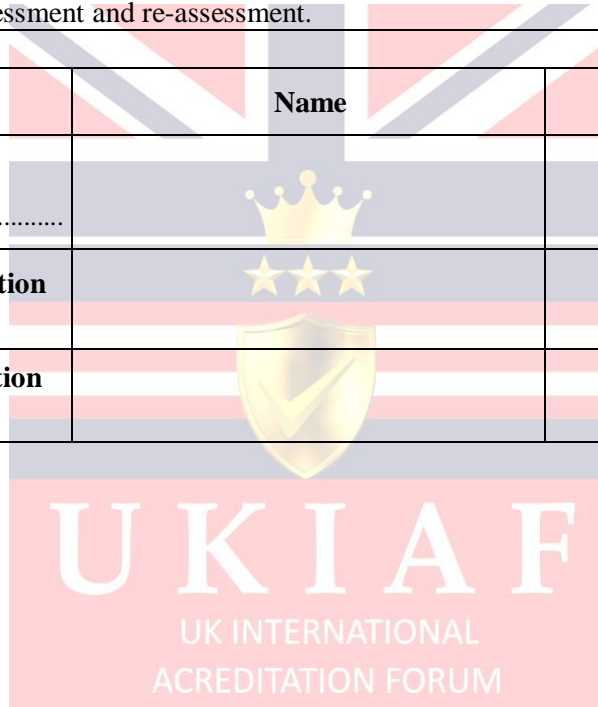 essment and re-assessment.
Name
..........
tion
tion
UKIAF
UK INTERNATIONAL
ACREDITATION FORUM